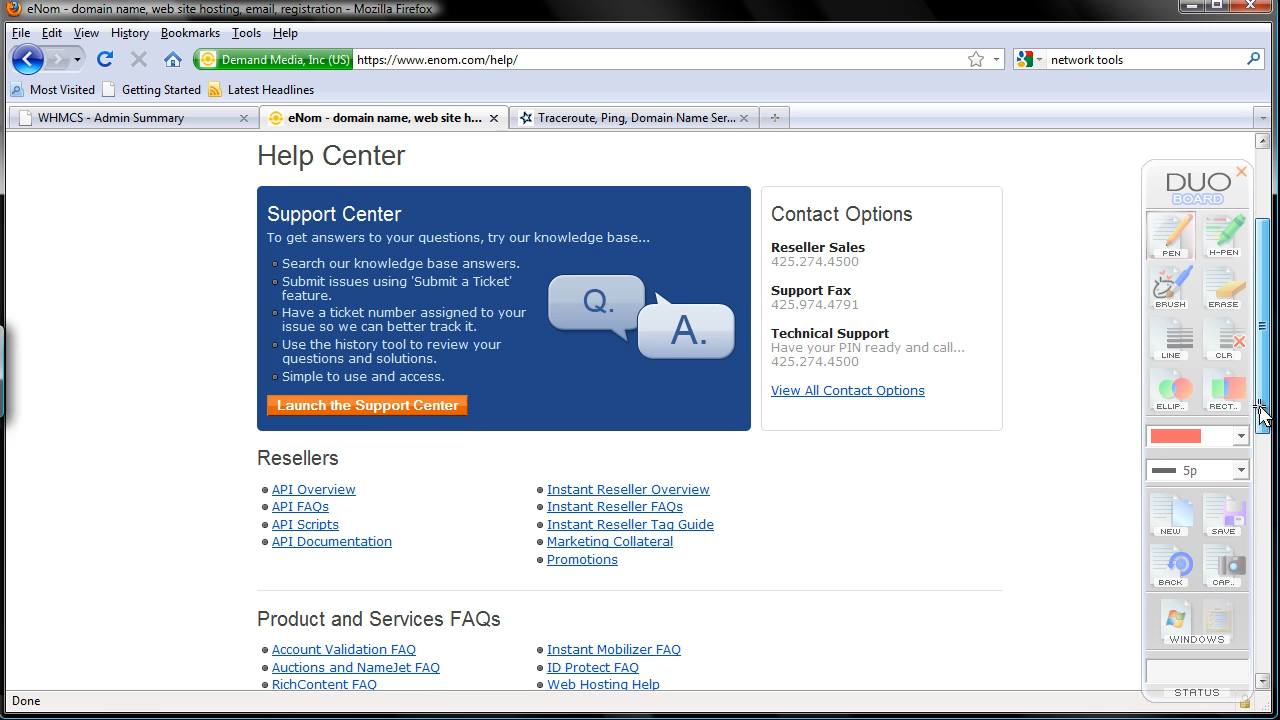 eNom - domain name, web site hosting, email, registration - Mozilla Firefox
File Edit View History Bookmarks Tools Help
Demand Media, Inc (US) https://www.enom.com/help/ network tools
Most Visited Getting Started Latest Headlines
WHMCS - Admin Summary eNom - domain name, web site h... Traceroute, Ping, Domain Name Ser...
Help Center
Support Center
To get answers to your questions, try our knowledge base...
Search our knowledge base answers.
Submit issues using 'Submit a Ticket'
feature.
Have a ticket number assigned to your
issue so we can better track it.
Use the history tool to review your
questions and solutions.
Simple to use and access.
Launch the Support Center
Q.
A.
Contact Options
Reseller Sales
425.274.4500
Support Fax
425.974.4791
Technical Support
Have your PIN ready and call...
425.274.4500
View All Contact Options
Resellers
API Overview
API FAQs
API Scripts
API Documentation
Instant Reseller Overview
Instant Reseller FAQs
Instant Reseller Tag Guide
Marketing Collateral
Promotions
Product and Services FAQs
Account Validation FAQ
Auctions and NameJet FAQ
RichContent FAQ
Instant Mobilizer FAQ
ID Protect FAQ
Web Hosting Help
DUO
BOARD
PEN H-PEN
BRUSH ERASE
LINE CLR
ELLIP.. RECT..
5p
NEW SAVE
BACK CAP..
WINDOWS
STATUS
Done